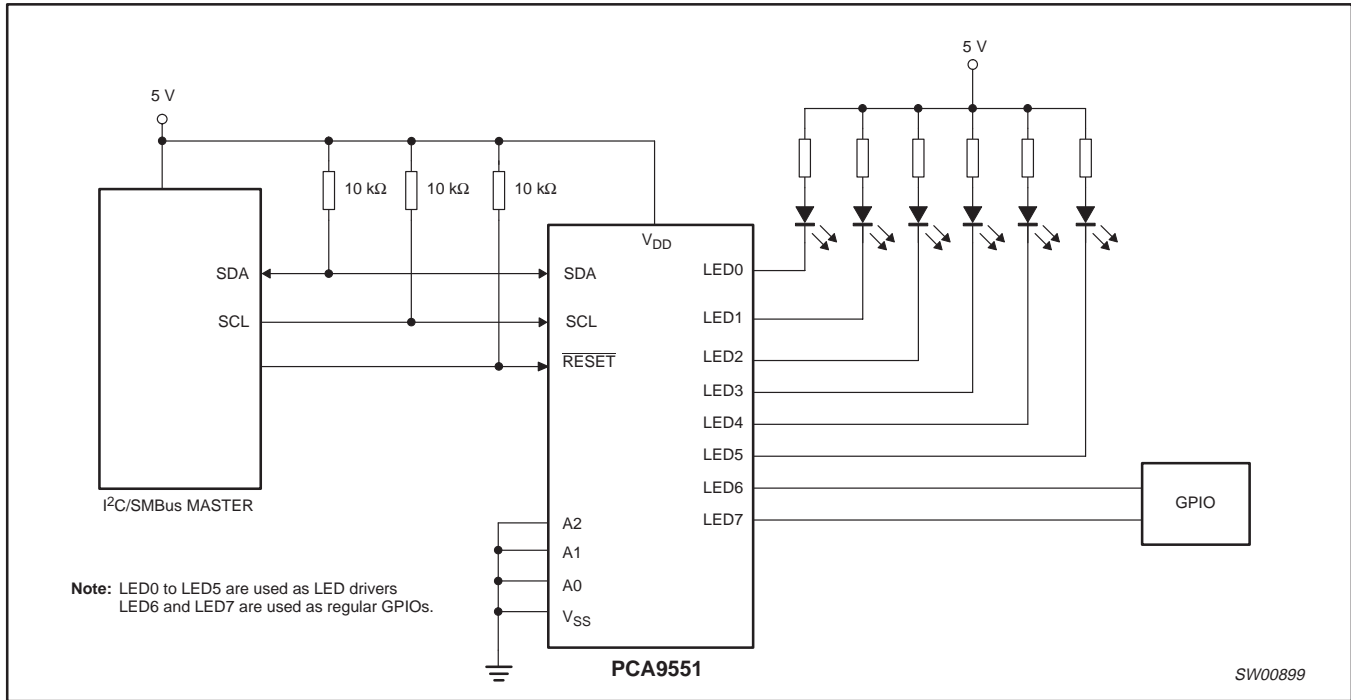 5 V
5 V
10 kΩ
10 kΩ
10 kΩ
V_DD
SDA
SDA
LED0
SCL
SCL
LED1
RESET
LED2
LED3
LED4
LED5
I²C/SMBus MASTER
LED6
GPIO
LED7
A2
A1
A0
V_SS
Note: LED0 to LED5 are used as LED drivers
LED6 and LED7 are used as regular GPIOs.
PCA9551
SW00899